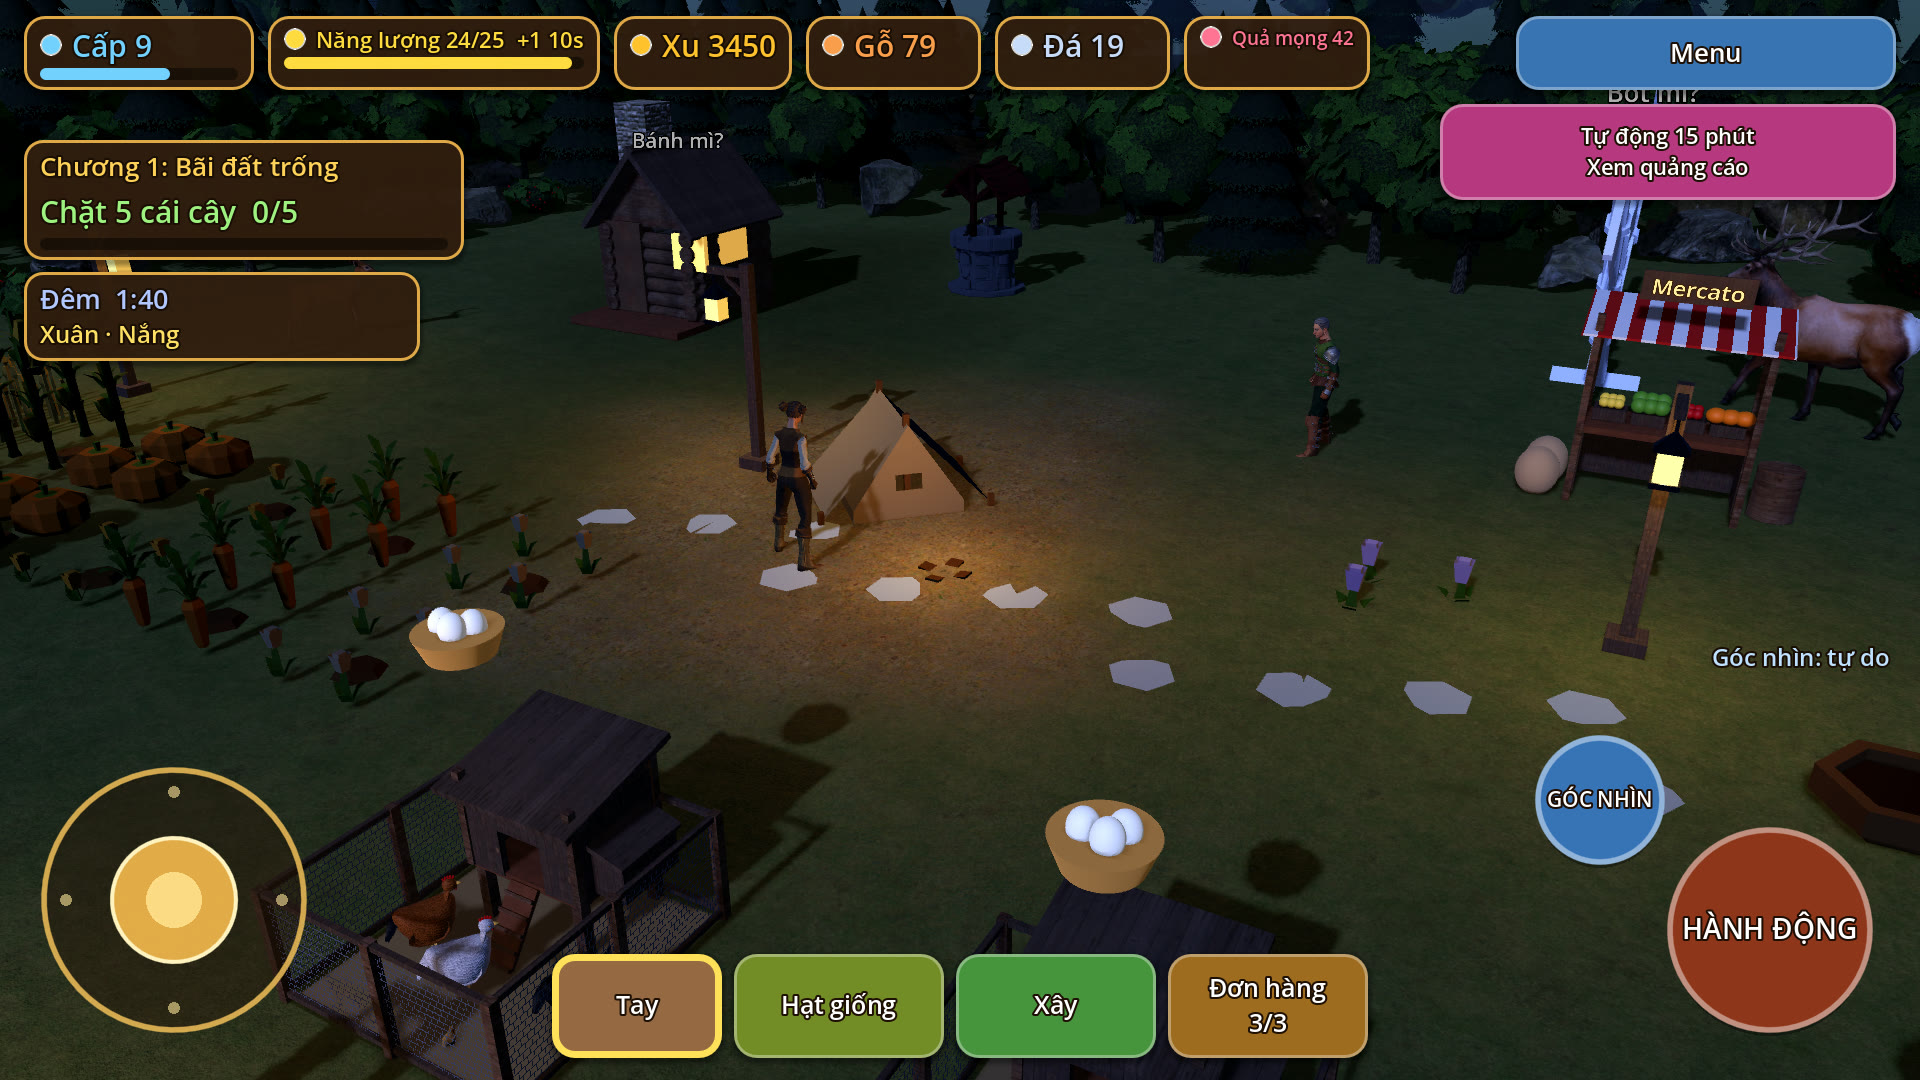 Cấp 9
Năng lượng 24/25 +1 10s
Xu 3450
Gỗ 79
Đá 19
Quả mọng 42
Menu
Bột mì?
Tự động 15 phút
Xem quảng cáo
Bánh mì?
Chương 1: Bãi đất trống
Chặt 5 cái cây 0/5
Đêm 1:40
Xuân · Nắng
Mercato
Góc nhìn: tự do
GÓC NHÌN
HÀNH ĐỘNG
Tay
Hạt giống
Xây
Đơn hàng
3/3